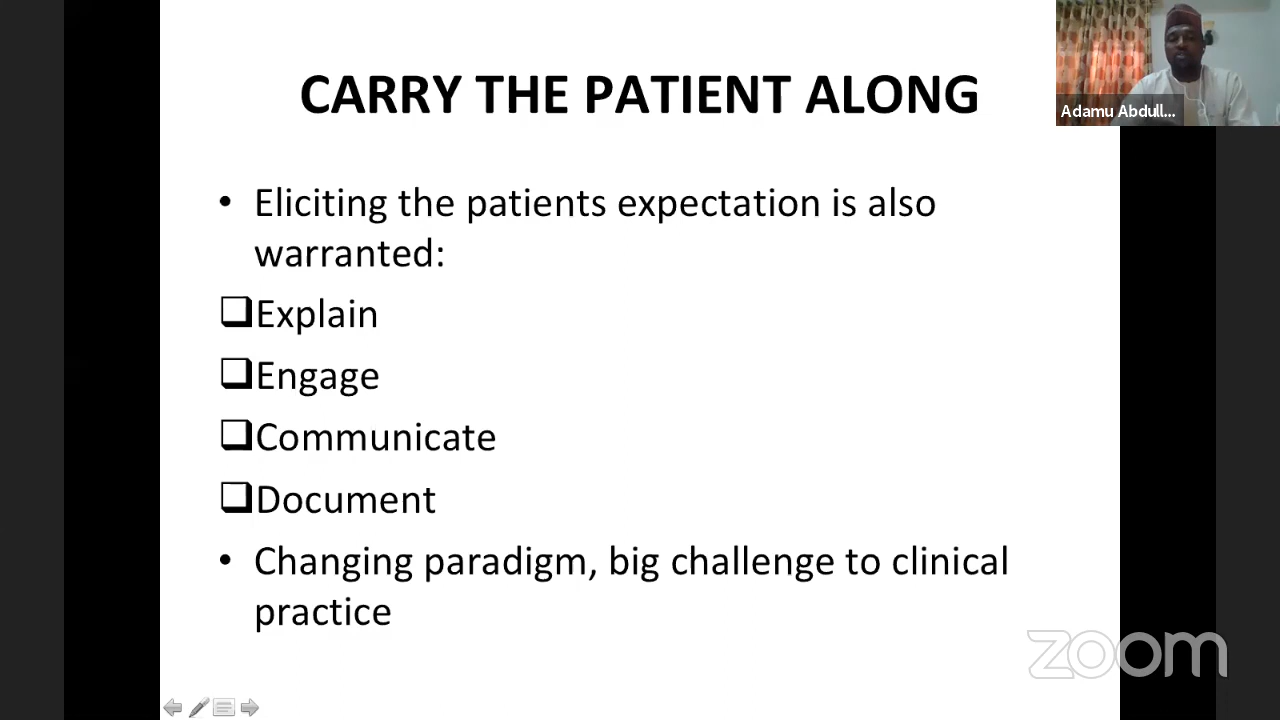 CARRY THE PATIENT ALONG
Adamu Abdull...
• Eliciting the patients expectation is also
warranted:
❑Explain
❑Engage
❑Communicate
❑Document
• Changing paradigm, big challenge to clinical
practice
zoom